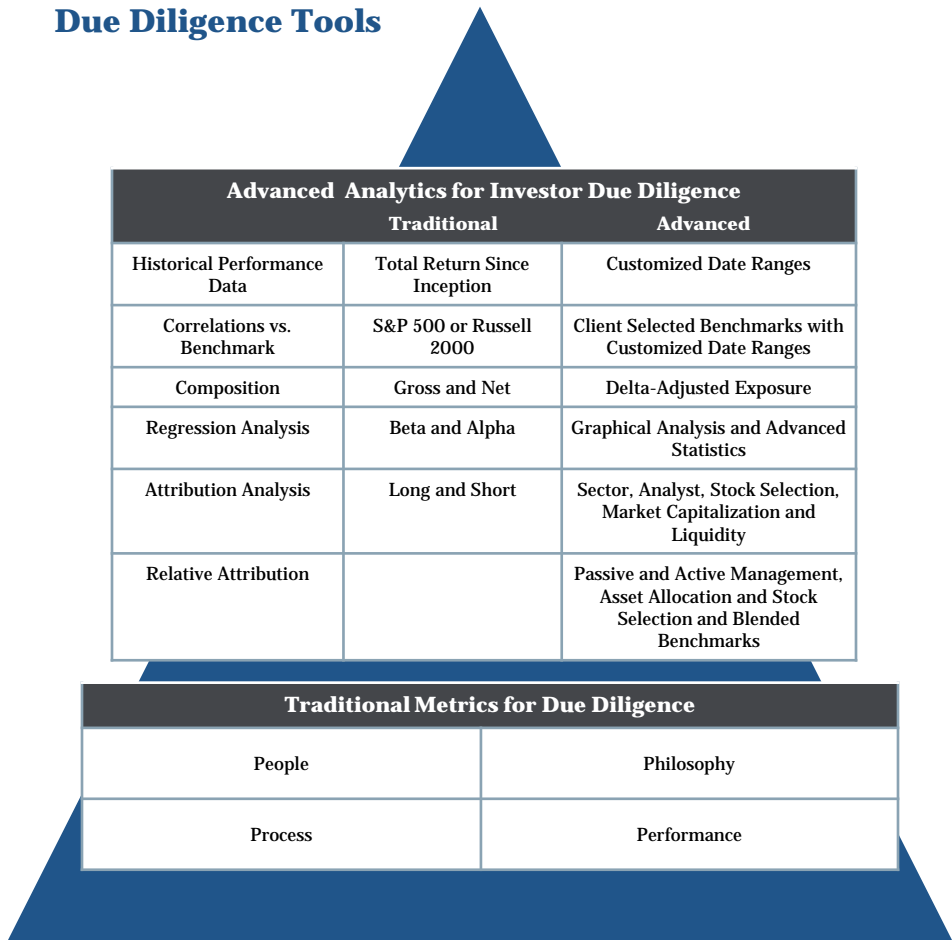 Due Diligence Tools
Advanced Analytics for Investor Due Diligence
Traditional Advanced
Historical Performance
Data
Total Return Since
Inception
Customized Date Ranges
Correlations vs.
Benchmark
S&P 500 or Russell
2000
Client Selected Benchmarks with
Customized Date Ranges
Composition
Gross and Net
Delta-Adjusted Exposure
Regression Analysis
Beta and Alpha
Graphical Analysis and Advanced
Statistics
Attribution Analysis
Long and Short
Sector, Analyst, Stock Selection,
Market Capitalization and
Liquidity
Relative Attribution
Passive and Active Management,
Asset Allocation and Stock
Selection and Blended
Benchmarks
Traditional Metrics for Due Diligence
People
Philosophy
Process
Performance